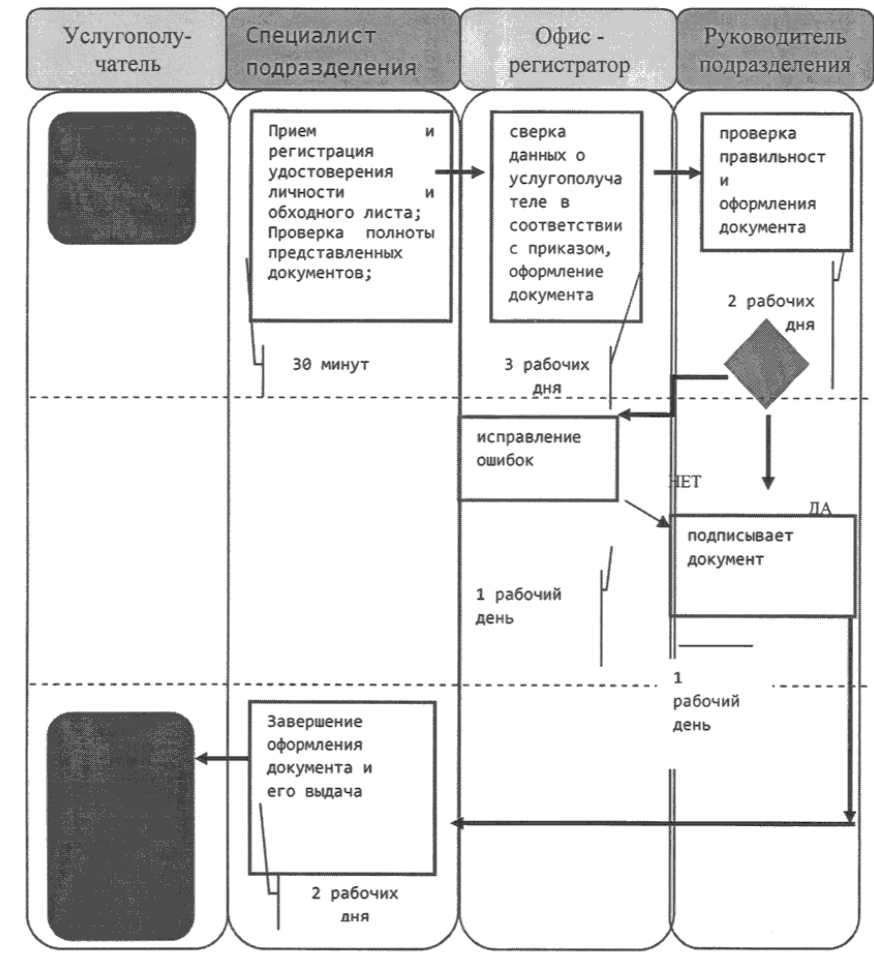 Услугополу-
чатель
Специалист
подразделения
Офис -
регистратор
Руководитель
подразделения
Прием и
регистрация
удостоверения
личности и
обходного листа;
Проверка полноты
представленных
документов;
сверка
данных о
услугополуча
теле в
соответствии
с приказом,
оформление
документа
проверка
правильност
и
оформления
документа
30 минут
3 рабочих
дня
2 рабочих
дня
исправление
ошибок
НЕТ
ДА
подписывает
документ
1 рабочий
день
1
рабочий
день
Завершение
оформления
документа и
его выдача
2 рабочих
дня